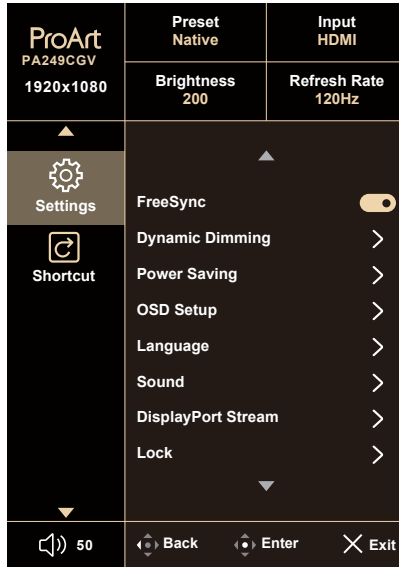 ProArt
PA249CGV
1920x1080
Preset
Native
Input
HDMI
Brightness
200
Refresh Rate
120Hz
Settings
Shortcut
FreeSync
Dynamic Dimming
Power Saving
OSD Setup
Language
Sound
DisplayPort Stream
Lock
50
Back
Enter
Exit